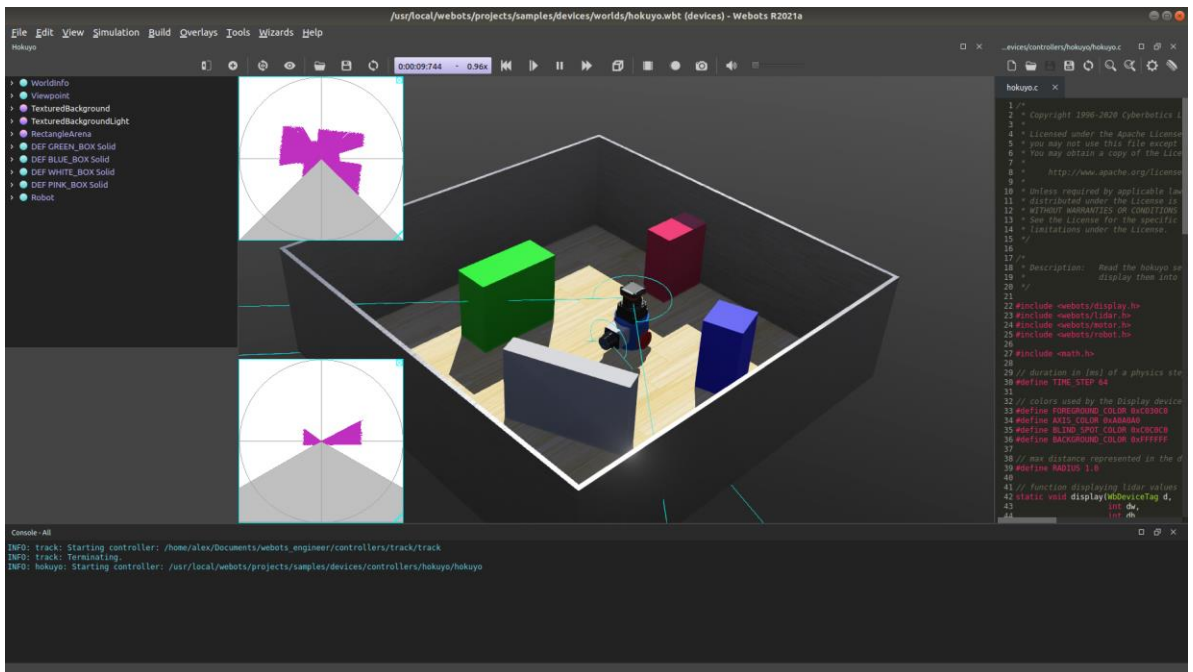 /usr/local/webots/projects/samples/devices/worlds/hokuyo.wbt (devices) - Webots R2021a
File Edit View Simulation Build Overlays Tools Wizards Help
Hokuyo
...evices/controllers/hokuyo/hokuyo.c
0:00:09:744 - 0.96x
WorldInfo
Viewpoint
TexturedBackground
TexturedBackgroundLight
RectangleArena
DEF GREEN_BOX Solid
DEF BLUE_BOX Solid
DEF WHITE_BOX Solid
DEF PINK_BOX Solid
Robot
hokuyo.c
1 /*
2 * Copyright 1996-2020 Cyberbotics L
3 *
4 * Licensed under the Apache License
5 * you may not use this file except
6 * You may obtain a copy of the Lice
7 *
8 * http://www.apache.org/license
9 *
10 * Unless required by applicable law
11 * distributed under the License is
12 * WITHOUT WARRANTIES OR CONDITIONS
13 * See the License for the specific
14 * limitations under the License.
15 */
16
17 /*
18 * Description: Read the hokuyo se
19 * display them into
20 */
21
22 #include <webots/display.h>
23 #include <webots/lidar.h>
24 #include <webots/motor.h>
25 #include <webots/robot.h>
26
27 #include <math.h>
28
29 // duration in [ms] of a physics ste
30 #define TIME_STEP 64
31
32 // colors used by the Display device
33 #define FOREGROUND_COLOR 0xC030C0
34 #define AXIS_COLOR 0xA0A0A0
35 #define BLIND_SPOT_COLOR 0xC0C0C0
36 #define BACKGROUND_COLOR 0xFFFFFF
37
38 // max distance represented in the d
39 #define RADIUS 1.0
40
41 // function displaying lidar values
42 static void display(WbDeviceTag d,
43 int dw,
44 int dh,
Console - All
INFO: track: Starting controller: /home/alex/Documents/webots_engineer/controllers/track/track
INFO: track: Terminating.
INFO: hokuyo: Starting controller: /usr/local/webots/projects/samples/devices/controllers/hokuyo/hokuyo